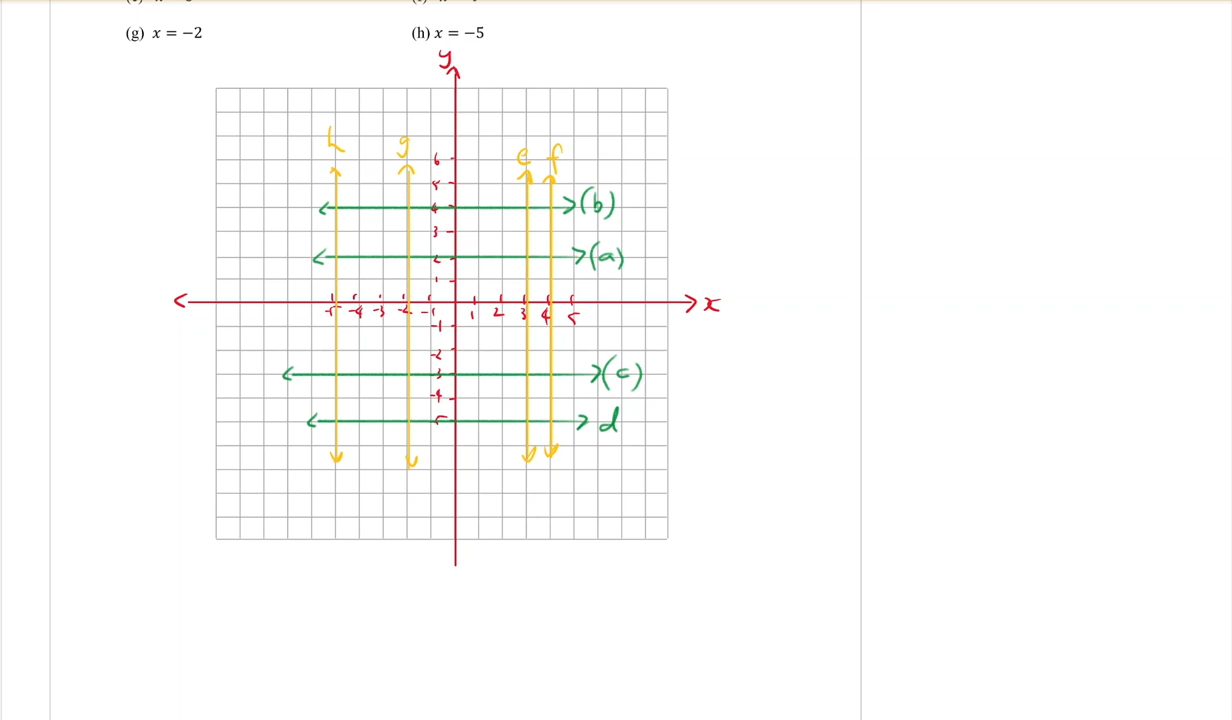 (g) x = −2 (h) x = −5
y
h g e f
6
5
4 (b)
3
2 (a)
1
-5 -4 -3 -2 -1 1 2 3 4 5 x
-1
-2
-3 (c)
-4
-5 d